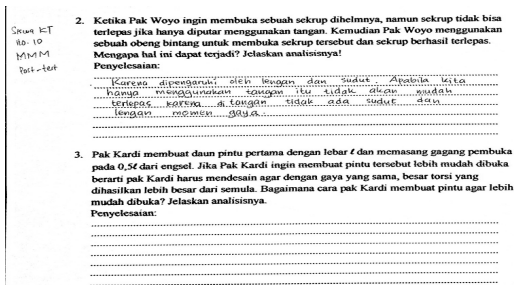 Siswa KT
no. 10
MMM
Post-test
2. Ketika Pak Woyo ingin membuka sebuah sekrup dihelmnya, namun sekrup tidak bisa
terlepas jika hanya diputar menggunakan tangan. Kemudian Pak Woyo menggunakan
sebuah obeng bintang untuk membuka sekrup tersebut dan sekrup berhasil terlepas.
Mengapa hal ini dapat terjadi? Jelaskan analisisnya!
Penyelesaian:
Karena dipengaruhi oleh lengan dan sudut. Apabila kita
hanya menggunakan tangan itu tidak akan mudah
terlepas karena di tangan tidak ada sudut dan
lengan momen gaya
3. Pak Kardi membuat daun pintu pertama dengan lebar ℓ dan memasang gagang pembuka
pada 0,5ℓ dari engsel. Jika Pak Kardi ingin membuat pintu tersebut lebih mudah dibuka
berarti pak Kardi harus mendesain agar dengan gaya yang sama, besar torsi yang
dihasilkan lebih besar dari semula. Bagaimana cara pak Kardi membuat pintu agar lebih
mudah dibuka? Jelaskan analisisnya.
Penyelesaian: